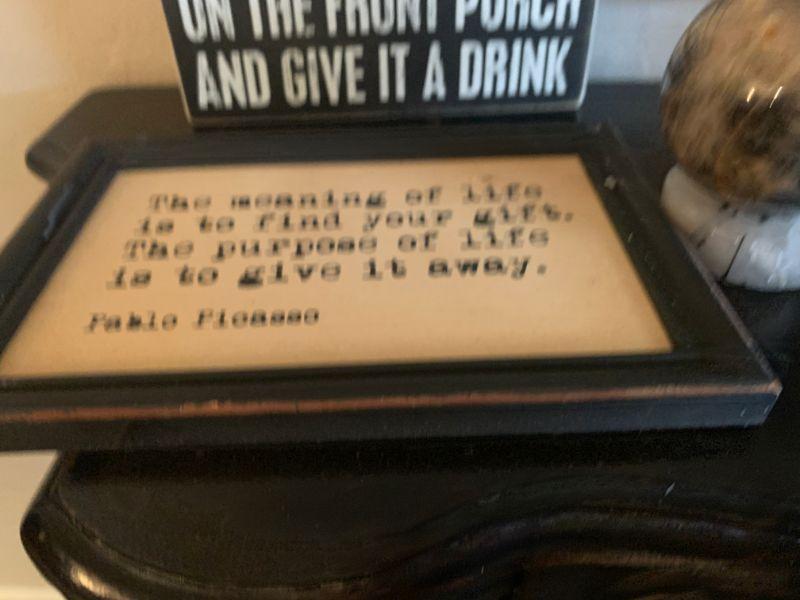 ON THE FRONT PORCH
AND GIVE IT A DRINK
The meaning of life
is to find your gift.
The purpose of life
is to give it away.
Pablo Picasso